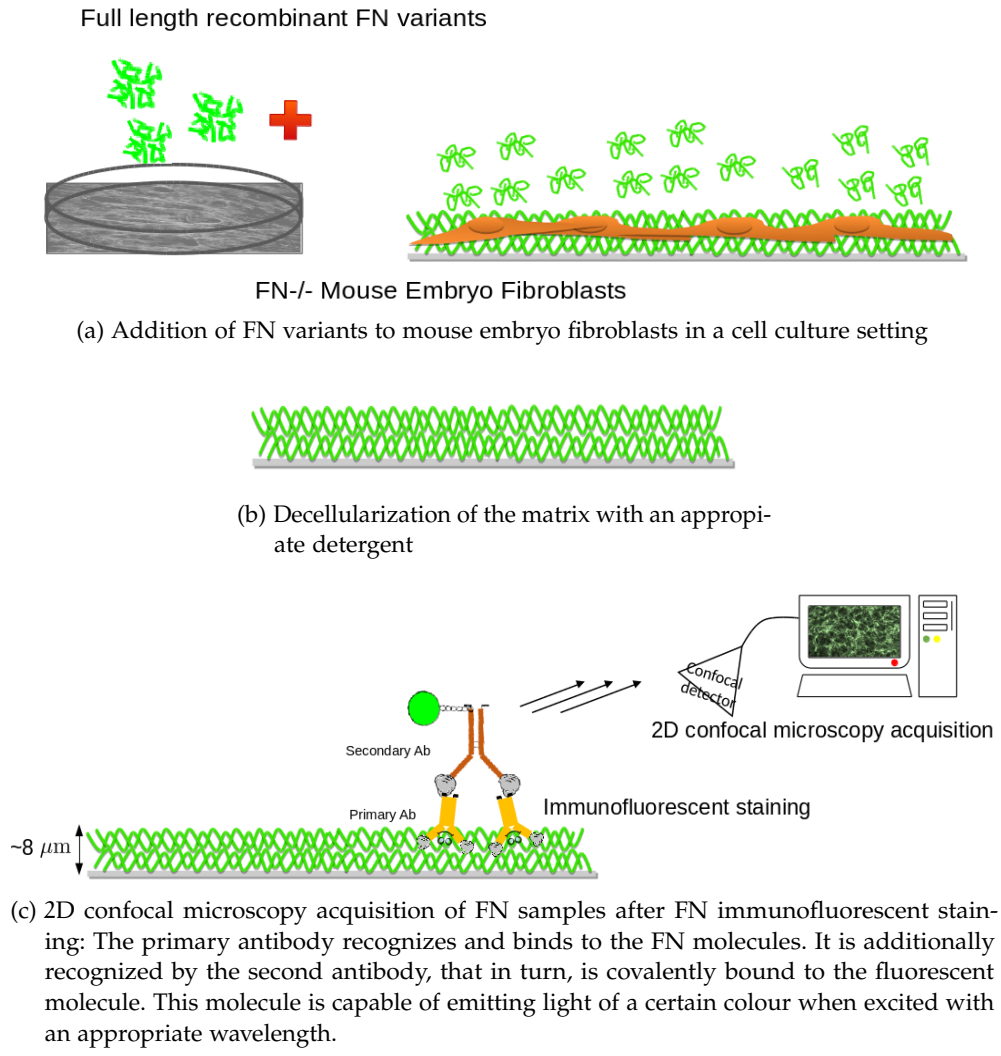 Full length recombinant FN variants
FN-/- Mouse Embryo Fibroblasts
(a) Addition of FN variants to mouse embryo fibroblasts in a cell culture setting
(b) Decellularization of the matrix with an appropi-
ate detergent
Confocal
detector
2D confocal microscopy acquisition
Secondary Ab
Primary Ab
Immunofluorescent staining
~8 μm
(c) 2D confocal microscopy acquisition of FN samples after FN immunofluorescent stain-
ing: The primary antibody recognizes and binds to the FN molecules. It is additionally
recognized by the second antibody, that in turn, is covalently bound to the fluorescent
molecule. This molecule is capable of emitting light of a certain colour when excited with
an appropriate wavelength.